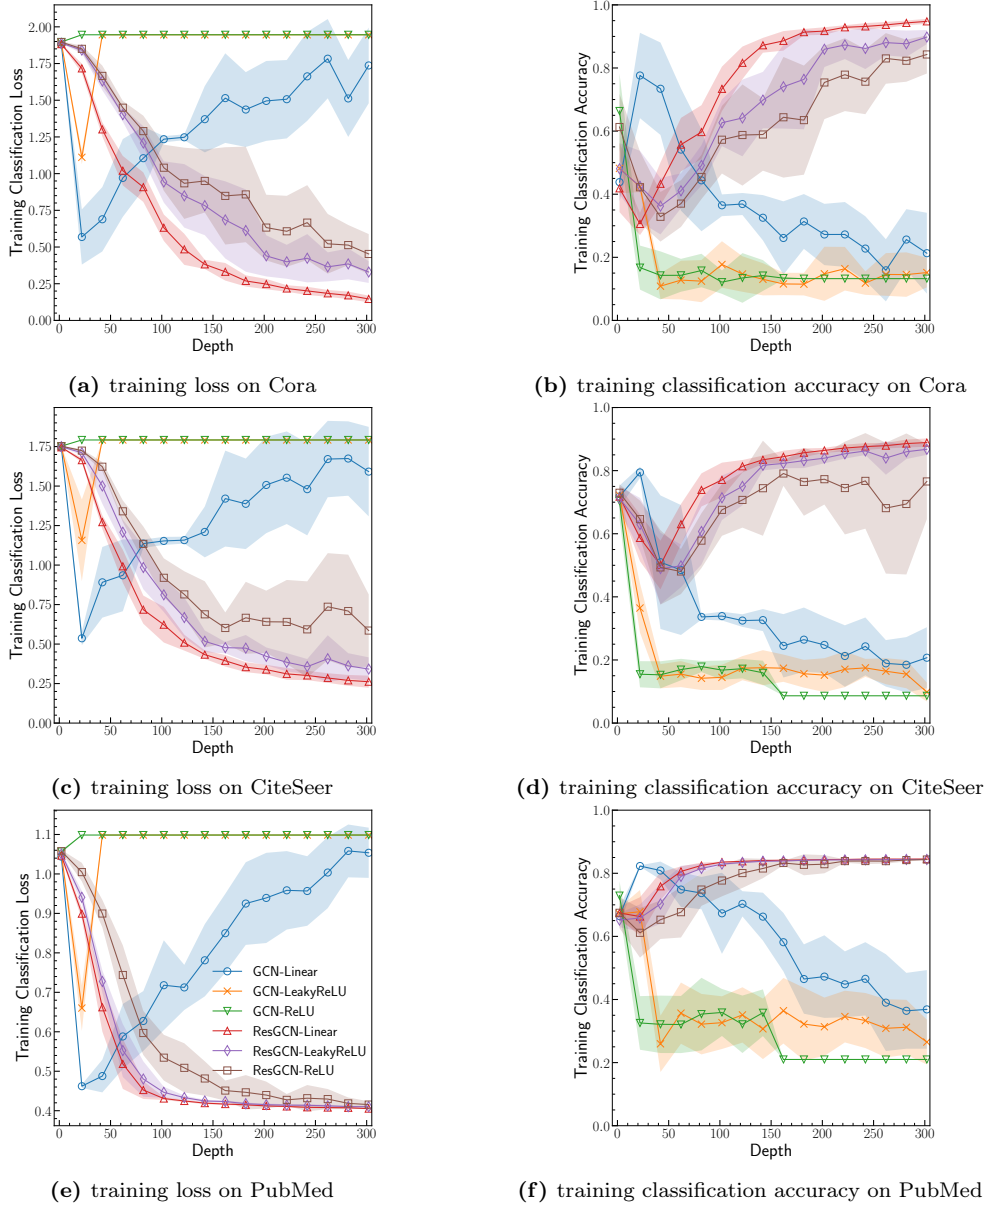 2.00
1.75
1.50
1.25
1.00
0.75
0.50
0.25
0.00
Training Classification Loss
0 50 100 150 200 250 300
Depth
(a) training loss on Cora
1.0
0.8
0.6
0.4
0.2
0.0
Training Classification Accuracy
0 50 100 150 200 250 300
Depth
(b) training classification accuracy on Cora
1.75
1.50
1.25
1.00
0.75
0.50
0.25
0.00
Training Classification Loss
0 50 100 150 200 250 300
Depth
(c) training loss on CiteSeer
1.0
0.8
0.6
0.4
0.2
0.0
Training Classification Accuracy
0 50 100 150 200 250 300
Depth
(d) training classification accuracy on CiteSeer
1.1
1.0
0.9
0.8
0.7
0.6
0.5
0.4
Training Classification Loss
GCN-Linear
GCN-LeakyReLU
GCN-ReLU
ResGCN-Linear
ResGCN-LeakyReLU
ResGCN-ReLU
0 50 100 150 200 250 300
Depth
(e) training loss on PubMed
1.0
0.8
0.6
0.4
0.2
0.0
Training Classification Accuracy
0 50 100 150 200 250 300
Depth
(f) training classification accuracy on PubMed